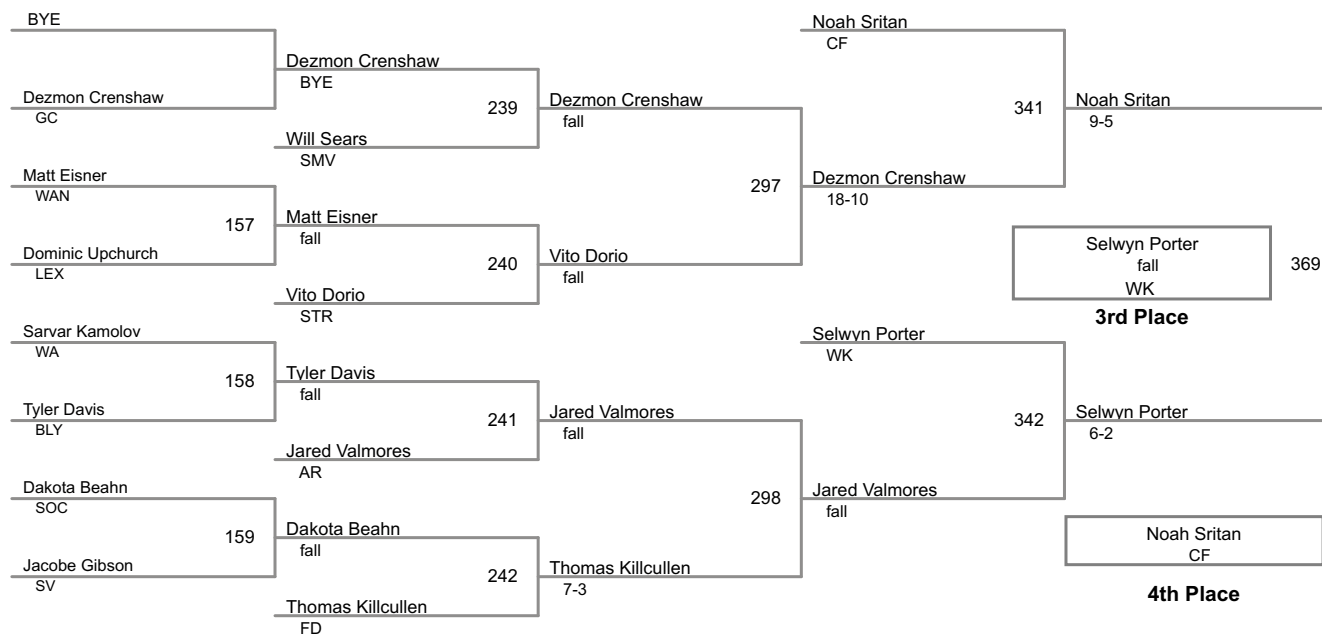 BYE
Dezmon Crenshaw
GC
Matt Eisner
WAN
157
Dominic Upchurch
LEX
Sarvar Kamolov
WA
158
Tyler Davis
BLY
Dakota Beahn
SOC
159
Jacobe Gibson
SV
Dezmon Crenshaw
BYE
239
Will Sears
SMV
Matt Eisner
fall
240
Vito Dorio
STR
Tyler Davis
fall
241
Jared Valmores
AR
Dakota Beahn
fall
242
Thomas Killcullen
FD
Dezmon Crenshaw
fall
297
Vito Dorio
fall
Jared Valmores
fall
298
Thomas Killcullen
7-3
Noah Sritan
CF
341
Dezmon Crenshaw
18-10
Selwyn Porter
WK
342
Jared Valmores
fall
Noah Sritan
9-5
Selwyn Porter
fall
WK
369
3rd Place
Selwyn Porter
6-2
Noah Sritan
CF
4th Place